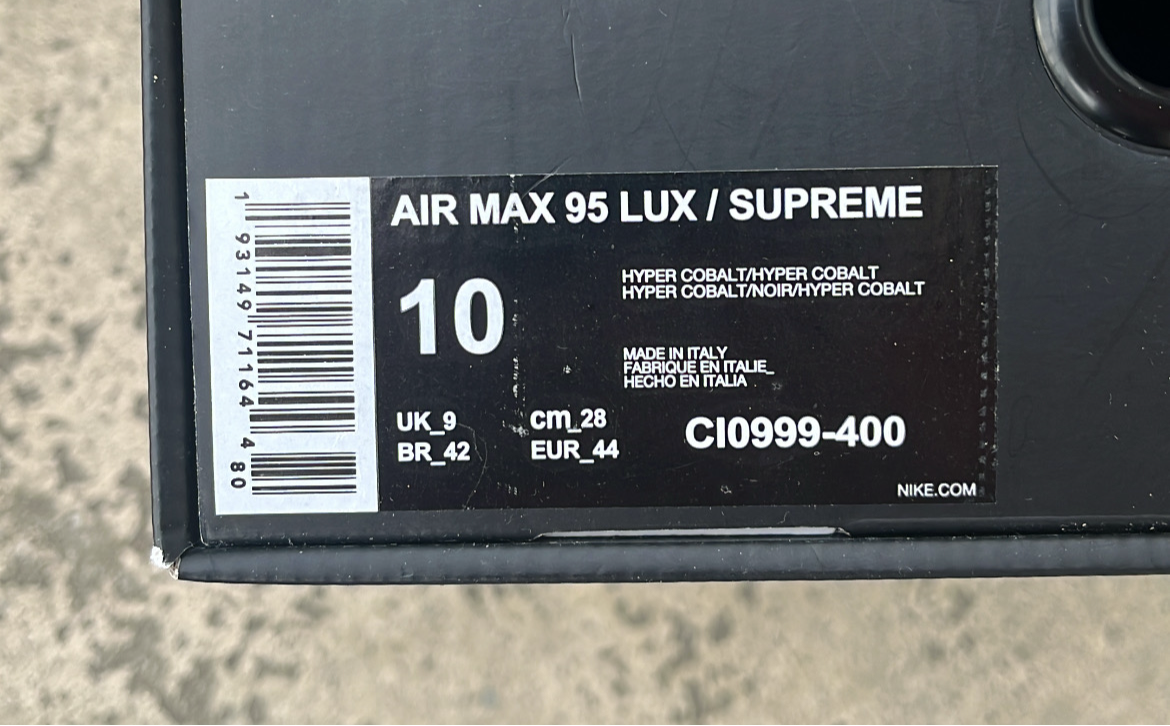 AIR MAX 95 LUX / SUPREME
10
HYPER COBALT/HYPER COBALT
HYPER COBALT/NOIR/HYPER COBALT
MADE IN ITALY
FABRIQUE EN ITALIE_
HECHO EN ITALIA
UK_9 cm_28
BR_42 EUR_44
CI0999-400
NIKE.COM
1 93149 71164 4 80